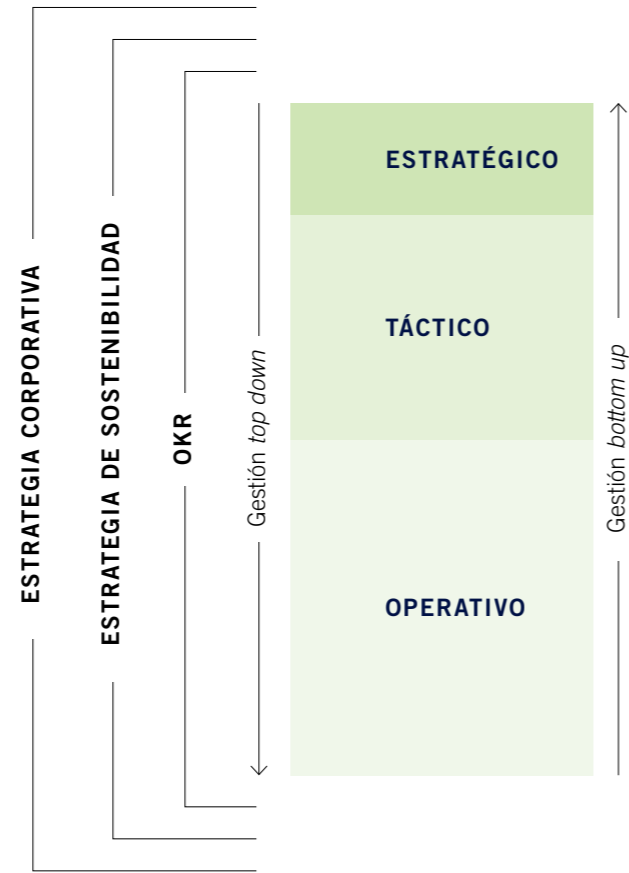 ESTRATEGIA CORPORATIVA
ESTRATEGIA DE SOSTENIBILIDAD
OKR
Gestión top down
ESTRATÉGICO
TÁCTICO
OPERATIVO
Gestión bottom up